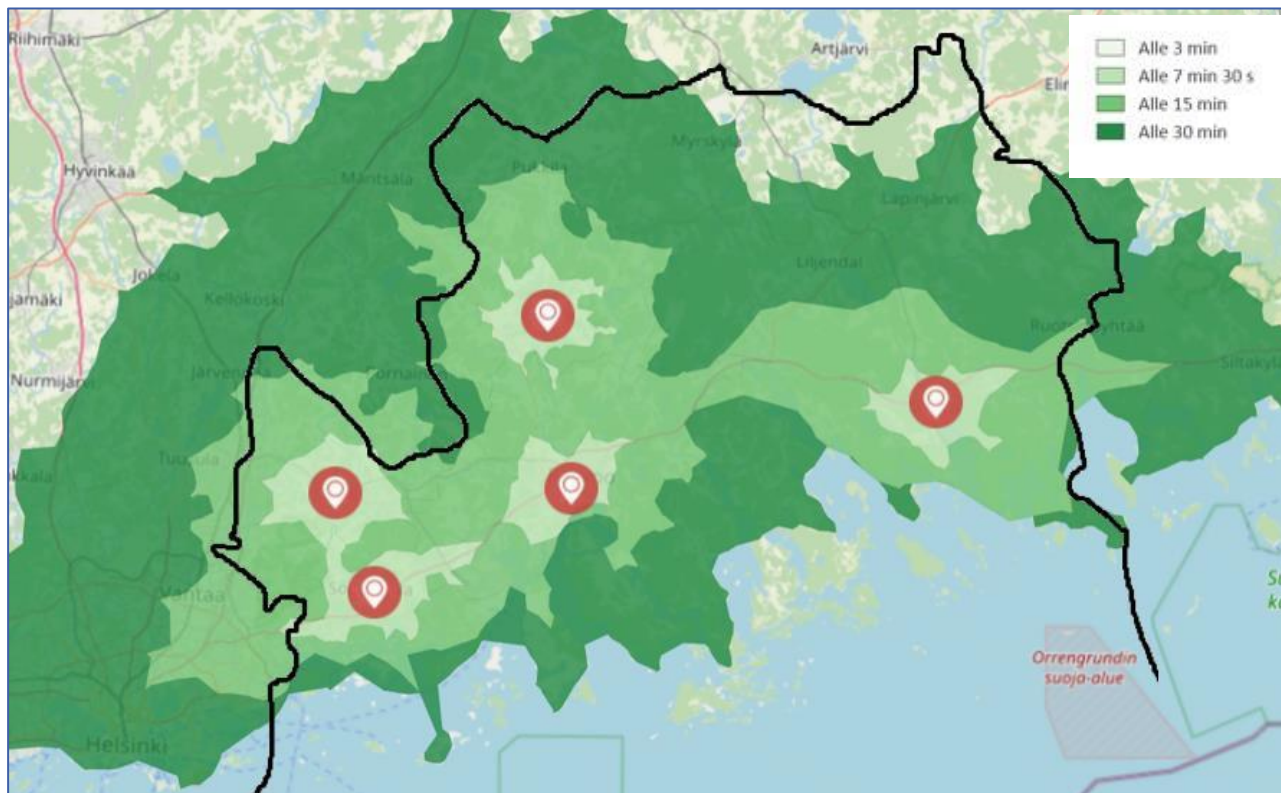 Riihimäki
Artjärvi
Alle 3 min
Alle 7 min 30 s
Alle 15 min
Alle 30 min
Hyvinkää
Myrskylä
Mäntsälä
Pukkila
Lapinjärvi
Jokela
Liljendal
Kellokoski
Nurmijärvi
Järvenpää
Pornainen
Tuusula
Vantaa
Helsinki
Orrengrundin
suoja-alue